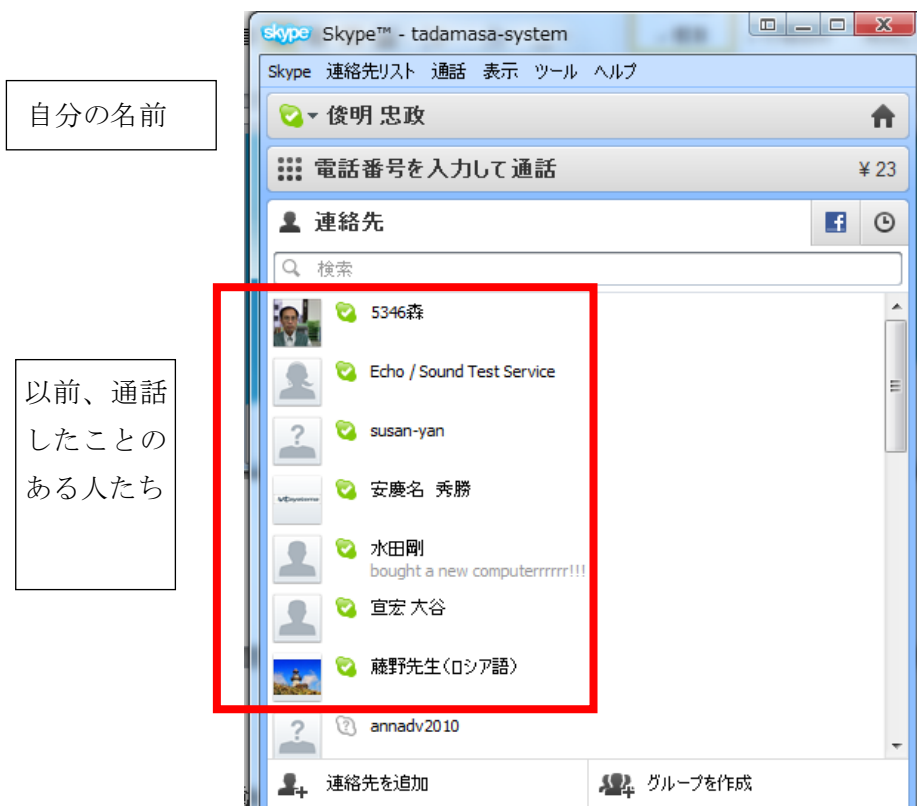 Skype™ - tadamasa-system
Skype 連絡先リスト 通話 表示 ツール ヘルプ
自分の名前
俊明 忠政
電話番号を入力して通話 ¥ 23
連絡先
検索
5346森
Echo / Sound Test Service
susan-yan
以前、通話
したことの
ある人たち
安慶名 秀勝
水田剛
bought a new computerrrrrr!!!
宣宏 大谷
藤野先生(ロシア語)
annadv2010
連絡先を追加 グループを作成